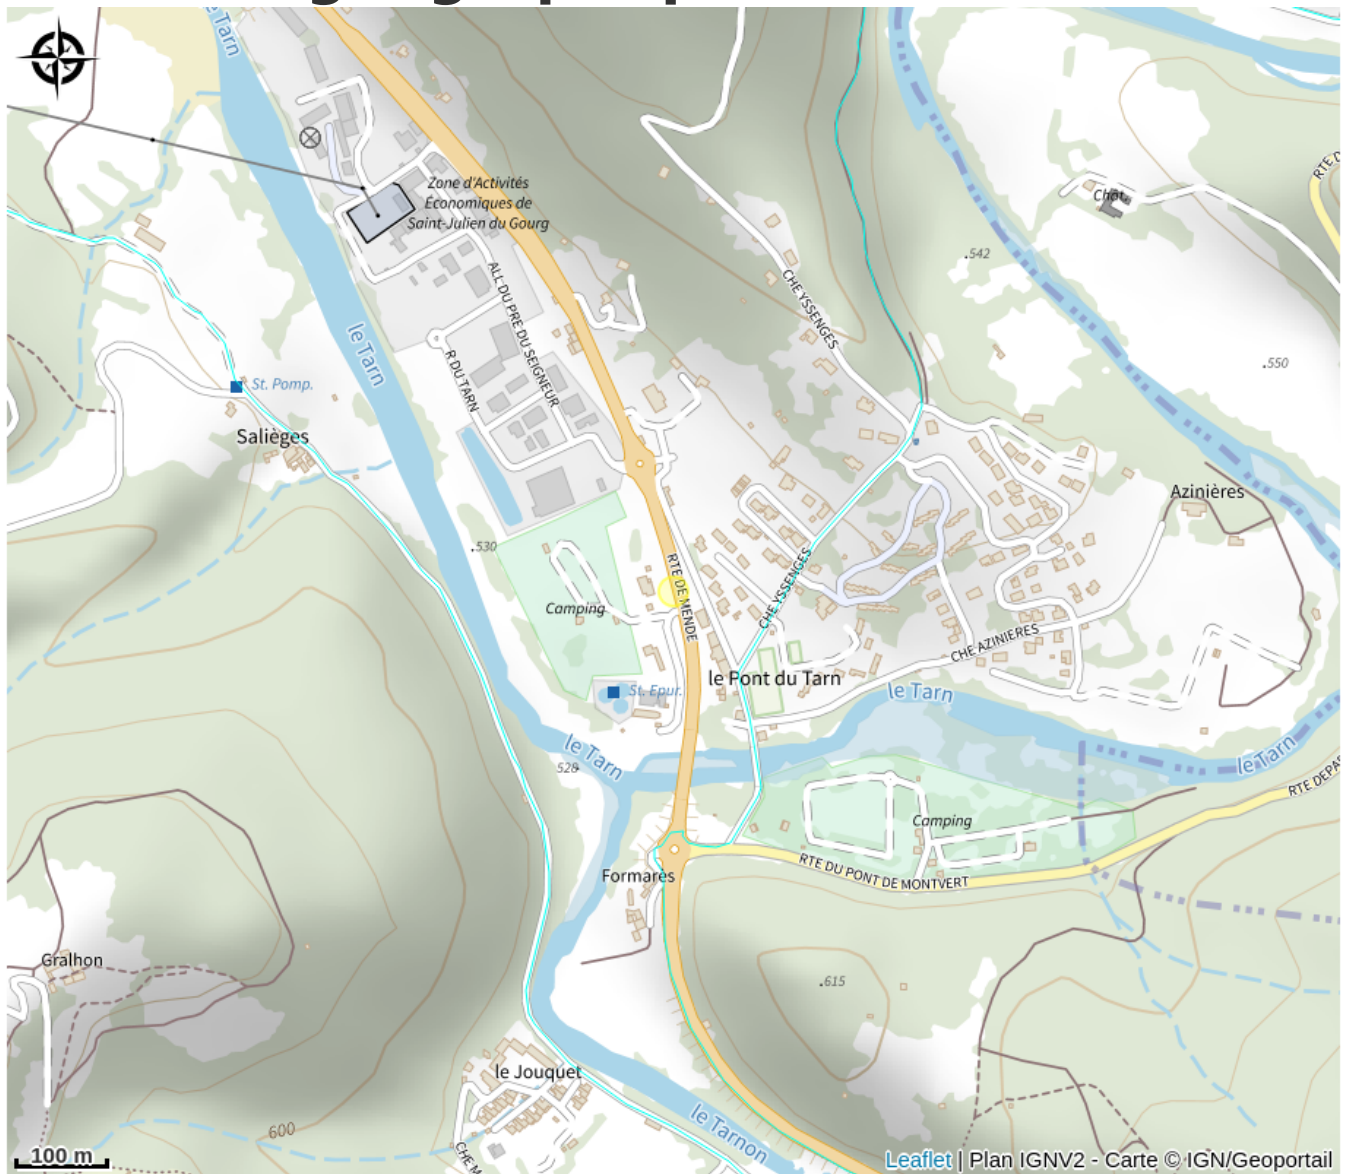 le Tarn
Zone d'Activités
Économiques de
Saint-Julien du Gourg
Chât.
.542
ALL DU PRE DU SEIGNEUR
CHE YSSENGES
le Tarn
R DU TARN
.550
St. Pomp.
Salièges
Azinières
.530
RTE DE MENDE
CHE YSSENGES
Camping
CHE AZINIERES
le Pont du Tarn
St. Epur.
le Tarn
le Tarn
528
le Tarn
Camping
RTE DU PONT DE MONTVERT
Formarès
Gralhon
.615
le Jouquet
600
le Tarnon
100 m
Leaflet | Plan IGNV2 - Carte © IGN/Geoportail